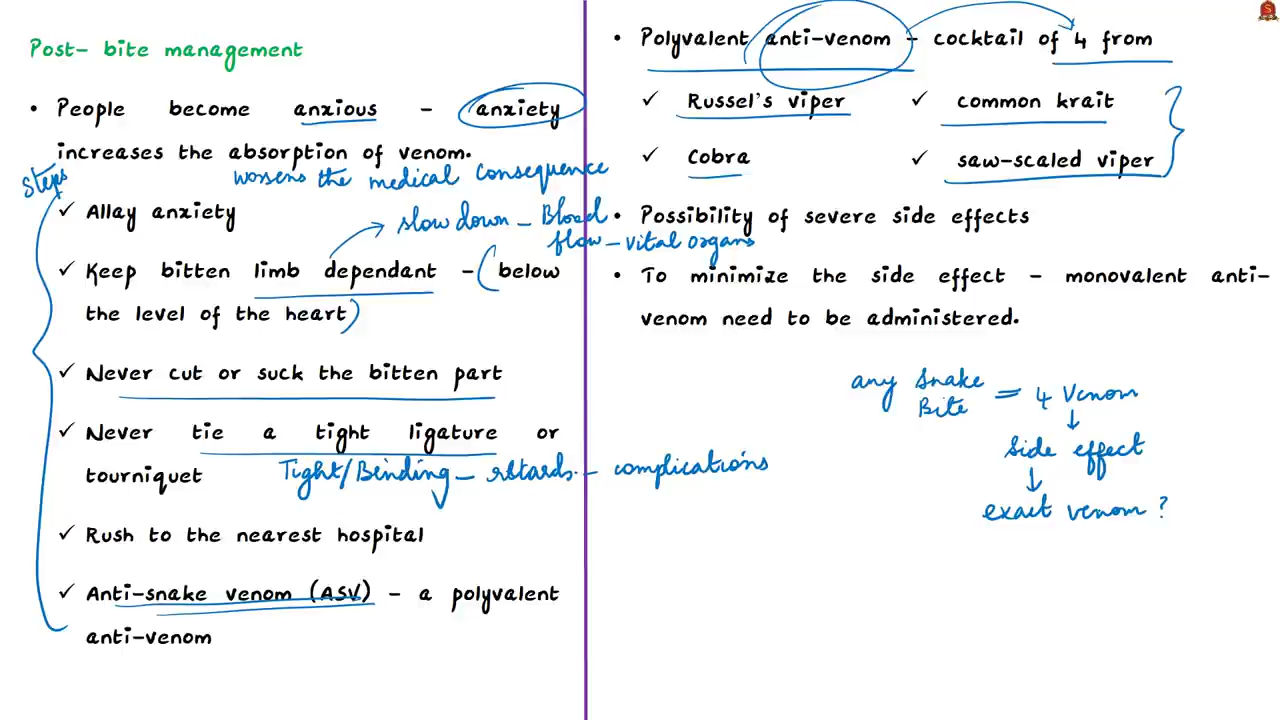 Post- bite management
• People become anxious - anxiety
increases the absorption of venom.
worsens the medical consequence
steps
✓ Allay anxiety
slow down - Blood
flow - vital organs
✓ Keep bitten limb dependant - (below
the level of the heart)
✓ Never cut or suck the bitten part
✓ Never tie a tight ligature or
tourniquet
Tight/Binding - retards - complications
✓ Rush to the nearest hospital
✓ Anti-snake venom (ASV) - a polyvalent
anti-venom
• Polyvalent anti-venom - cocktail of 4 from
✓ Russel's viper ✓ common krait
✓ Cobra ✓ saw-scaled viper
• Possibility of severe side effects
• To minimize the side effect - monovalent anti-
venom need to be administered.
any snake
Bite = 4 Venom
↓
side effect
↓
exact venom ?